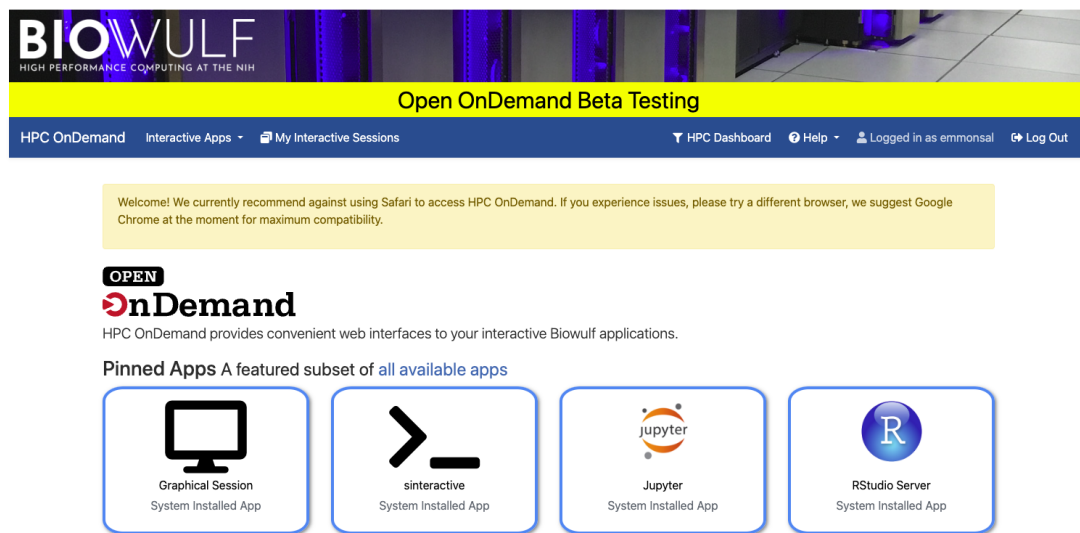 BIOWULF
HIGH PERFORMANCE COMPUTING AT THE NIH
Open OnDemand Beta Testing
HPC OnDemand Interactive Apps My Interactive Sessions HPC Dashboard Help Logged in as emmonsal Log Out
Welcome! We currently recommend against using Safari to access HPC OnDemand. If you experience issues, please try a different browser, we suggest Google
Chrome at the moment for maximum compatibility.
OPEN
OnDemand
HPC OnDemand provides convenient web interfaces to your interactive Biowulf applications.
Pinned Apps A featured subset of all available apps
jupyter R
Graphical Session sinteractive Jupyter RStudio Server
System Installed App System Installed App System Installed App System Installed App